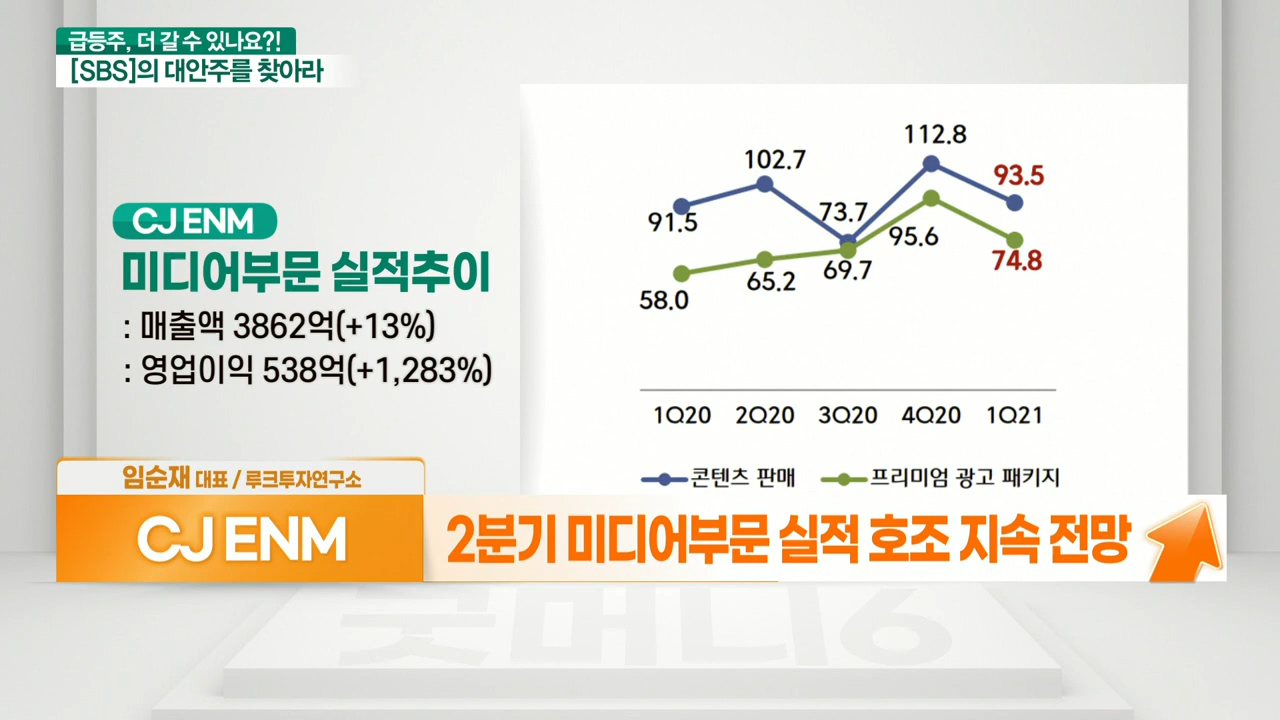 급등주, 더 갈 수 있나요?!
[SBS]의 대안주를 찾아라
CJ ENM
미디어부문 실적추이
: 매출액 3862억(+13%)
: 영업이익 538억(+1,283%)
112.8
102.7
93.5
73.7
91.5
95.6
74.8
69.7
65.2
58.0
1Q20 2Q20 3Q20 4Q20 1Q21
콘텐츠 판매 프리미엄 광고 패키지
임순재 대표 / 루크투자연구소
CJ ENM
2분기 미디어부문 실적 호조 지속 전망
굿머니6